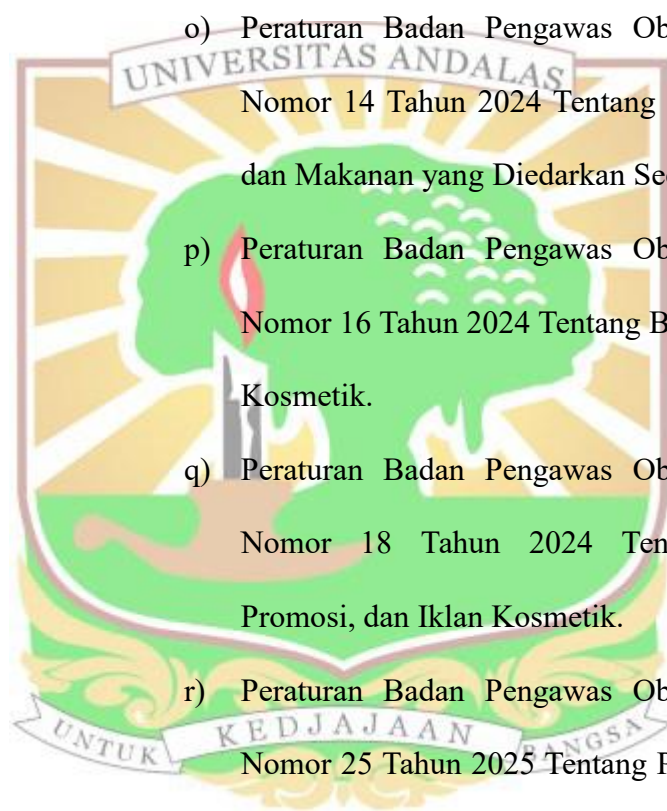 o) Peraturan Badan Pengawas Ob
UNIVERSITAS ANDALAS
Nomor 14 Tahun 2024 Tentang
dan Makanan yang Diedarkan Sec
p) Peraturan Badan Pengawas Ob
Nomor 16 Tahun 2024 Tentang B
Kosmetik.
q) Peraturan Badan Pengawas Ob
Nomor 18 Tahun 2024 Ten
Promosi, dan Iklan Kosmetik.
r) Peraturan Badan Pengawas Ob
UNTUK KEDJAJAAN BANGSA
Nomor 25 Tahun 2025 Tentang